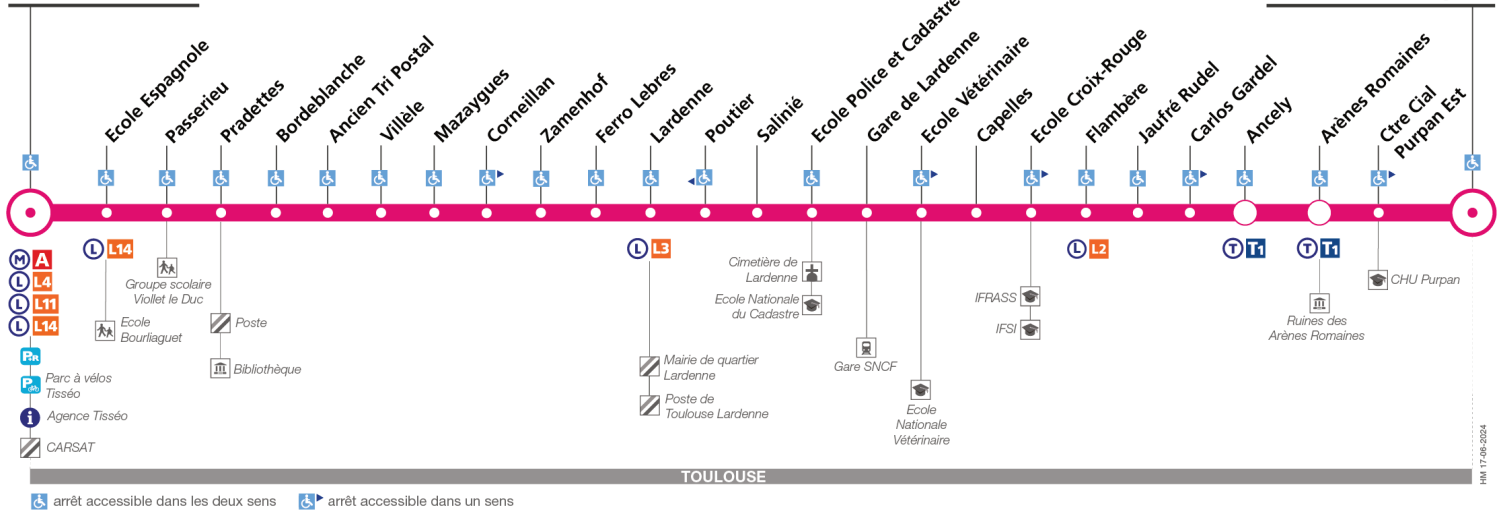 Ecole Espagnole
Passerieu
Pradettes
Bordeblanche
Ancien Tri Postal
Villèle
Mazaygues
Corneillan
Zamenhof
Ferro Lebres
Lardenne
Poutier
Salinié
Ecole Police et Cadastre
Gare de Lardenne
Ecole Vétérinaire
Capelles
Ecole Croix-Rouge
Flambère
Jaufré Rudel
Carlos Gardel
Ancely
Arènes Romaines
Ctre Cial
Purpan Est
M A
L L4
L L11
L L14
P+R
P
Parc à vélos
Tisséo
i Agence Tisséo
CARSAT
L L14
Ecole
Bourliaguet
Groupe scolaire
Viollet le Duc
Poste
Bibliothèque
L L3
Mairie de quartier
Lardenne
Poste de
Toulouse Lardenne
Cimetière de
Lardenne
Ecole Nationale
du Cadastre
Gare SNCF
Ecole
Nationale
Vétérinaire
IFRASS
IFSI
L L2
T T1
T T1
Ruines des
Arènes Romaines
CHU Purpan
HM 17-06-2024
TOULOUSE
arrêt accessible dans les deux sens
arrêt accessible dans un sens